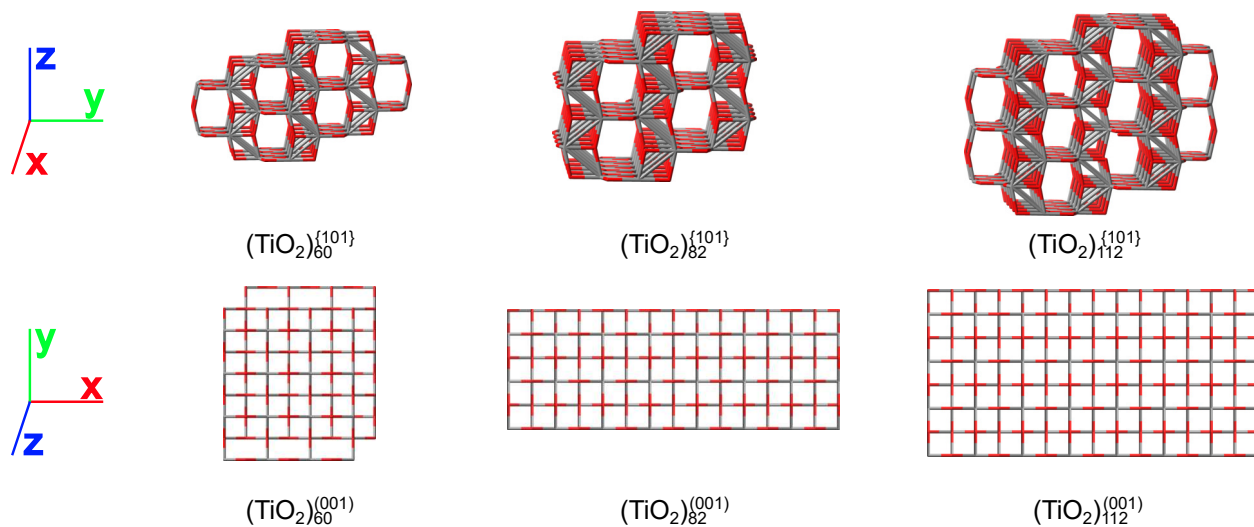 z
y
x
(TiO₂)₆₀^{101}
(TiO₂)₈₂^{101}
(TiO₂)₁₁₂^{101}
y
x
z
(TiO₂)₆₀^(001)
(TiO₂)₈₂^(001)
(TiO₂)₁₁₂^(001)